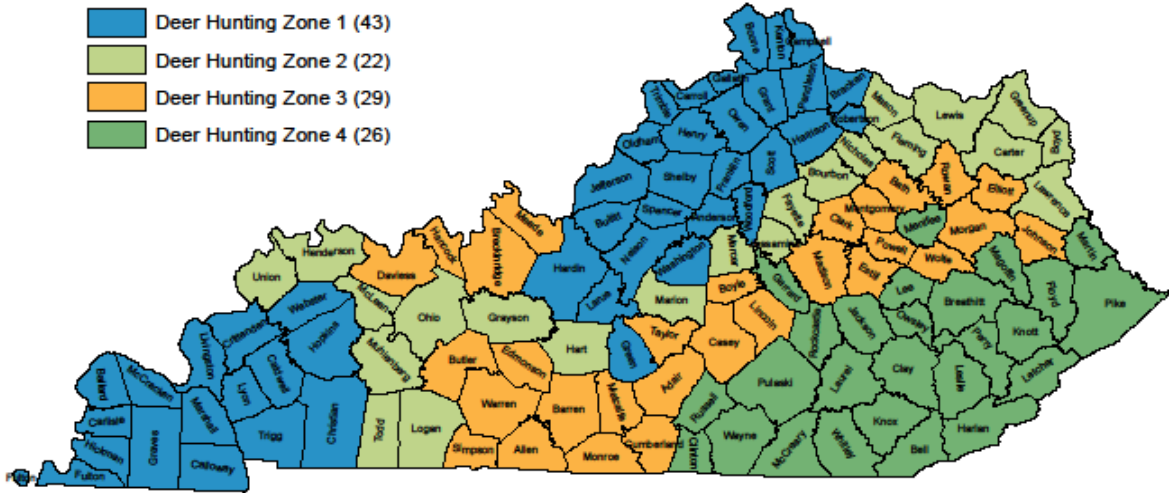 Deer Hunting Zone 1 (43)
Deer Hunting Zone 2 (22)
Deer Hunting Zone 3 (29)
Deer Hunting Zone 4 (26)
Boone
Kenton
Campbell
Gallatin
Carroll
Trimble
Grant
Pendleton
Bracken
Owen
Robertson
Mason
Lewis
Greenup
Boyd
Carter
Fleming
Nicholas
Harrison
Henry
Oldham
Scott
Franklin
Shelby
Jefferson
Bourbon
Bath
Rowan
Elliott
Lawrence
Fayette
Woodford
Anderson
Spencer
Bullitt
Montgomery
Clark
Menifee
Morgan
Johnson
Martin
Meade
Hancock
Breckinridge
Nelson
Washington
Mercer
Jessamine
Madison
Powell
Estill
Wolfe
Magoffin
Floyd
Pike
Henderson
Union
Daviess
Hardin
Larue
Marion
Boyle
Garrard
Lincoln
Lee
Breathitt
Webster
McLean
Ohio
Grayson
Hart
Green
Taylor
Casey
Rockcastle
Jackson
Owsley
Perry
Knott
Letcher
Crittenden
Livingston
Hopkins
Muhlenberg
Butler
Edmonson
Adair
Pulaski
Laurel
Clay
Leslie
Harlan
Ballard
McCracken
Lyon
Caldwell
Marshall
Carlisle
Hickman
Graves
Trigg
Christian
Todd
Logan
Warren
Barren
Metcalfe
Russell
Wayne
McCreary
Whitley
Knox
Bell
Simpson
Allen
Monroe
Cumberland
Clinton
Calloway
Fulton
Fulton